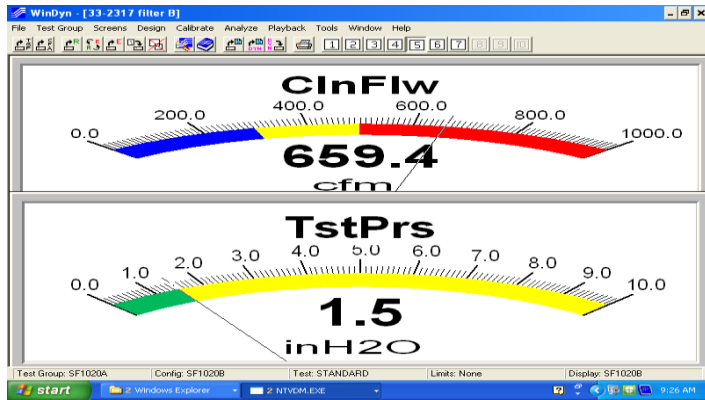 WinDyn - [33-2317 filter B]
File Test Group Screens Design Calibrate Analyze Playback Tools Window Help
1 2 3 4 5 6 7 8 9 10
ClnFlw
0.0 200.0 400.0 600.0 800.0 1000.0
659.4
cfm
TstPrs
0.0 1.0 2.0 3.0 4.0 5.0 6.0 7.0 8.0 9.0 10.0
1.5
inH2O
Test Group: SF1020A Config: SF1020B Test: STANDARD Limits: None Display: SF1020B
start 2 Windows Explorer 2 NTVDM.EXE 9:26 AM